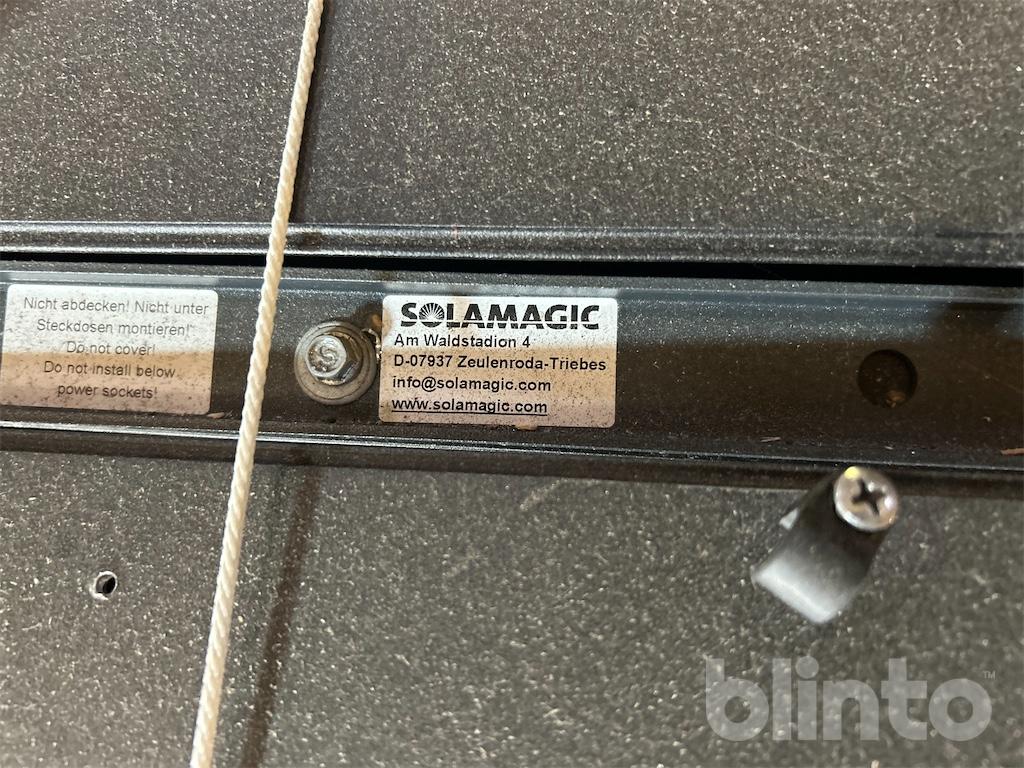 Nicht abdecken! Nicht unter
Steckdosen montieren!
Do not cover!
Do not install below
power sockets!
SOLAMAGIC
Am Waldstadion 4
D-07937 Zeulenroda-Triebes
info@solamagic.com
www.solamagic.com
blinto™